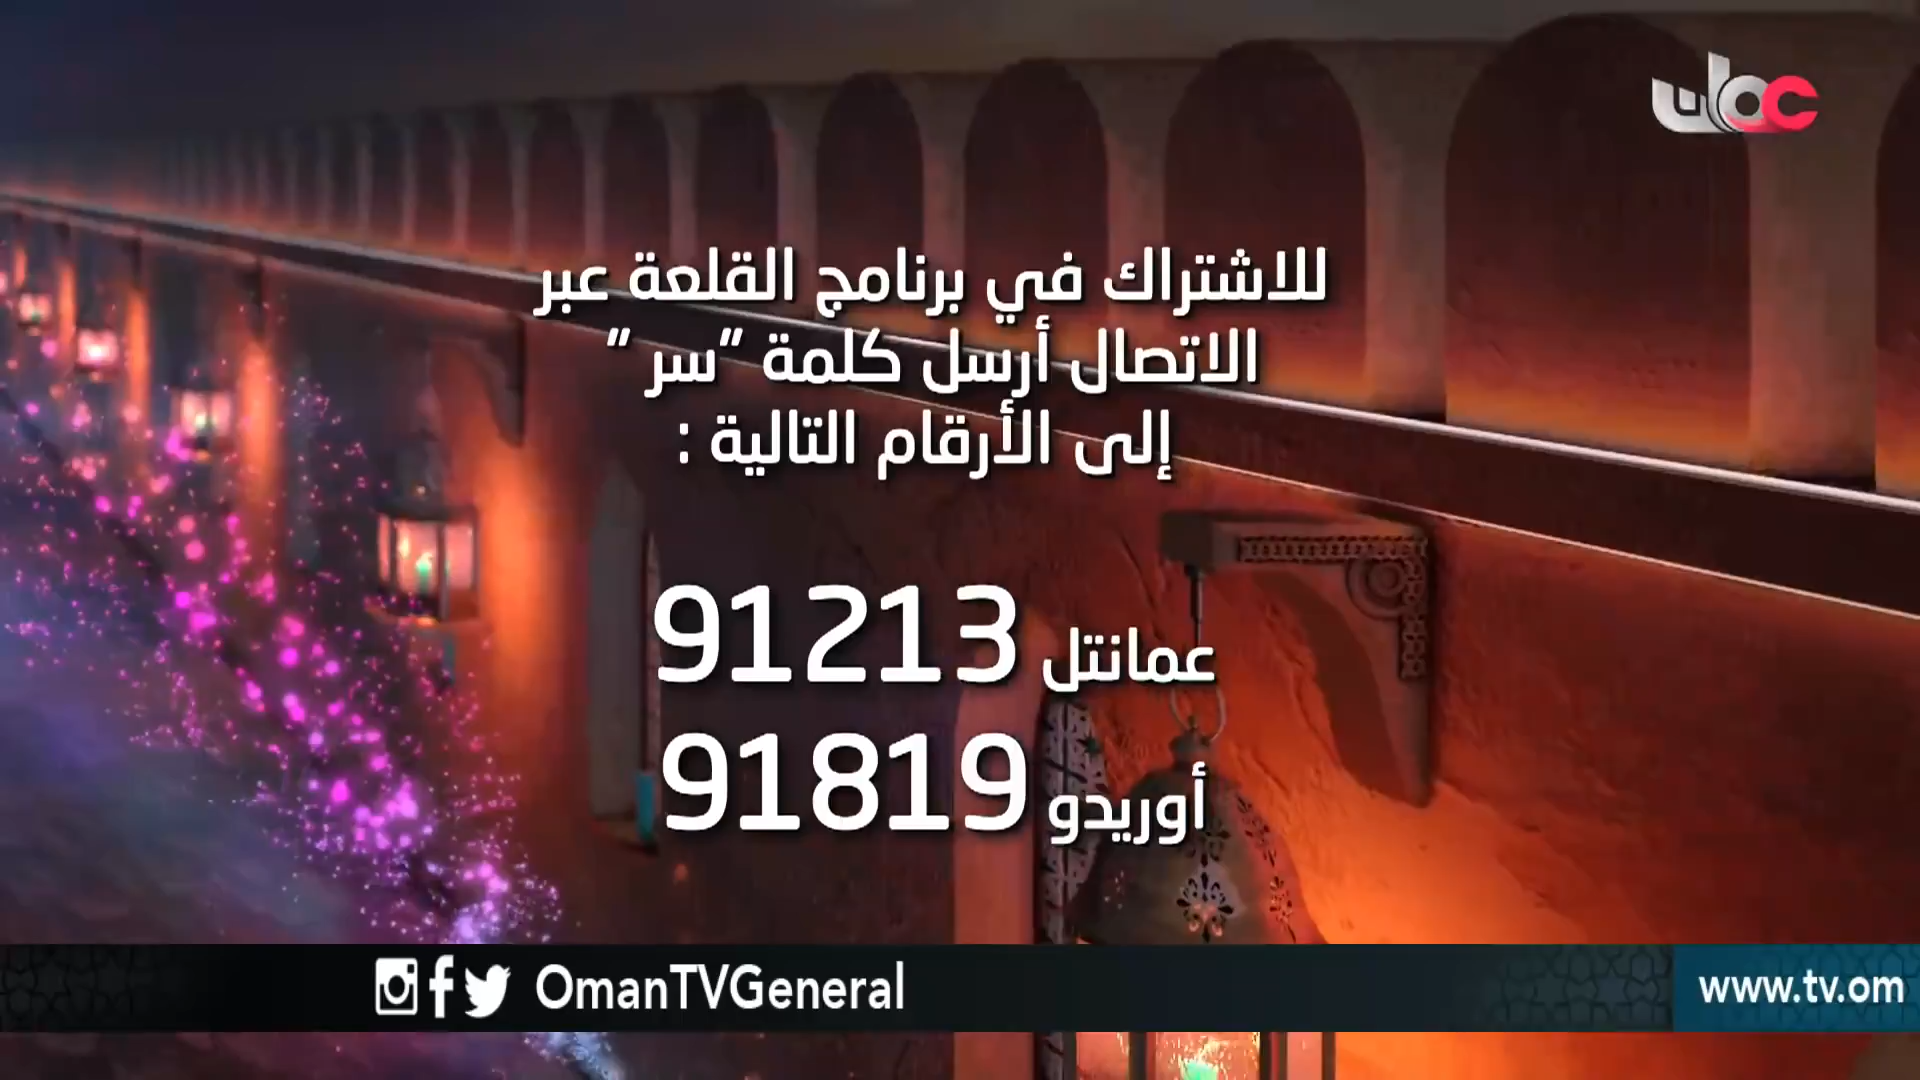 عمان
للاشتراك في برنامج القلعة عبر
الاتصال أرسل كلمة "سر "
إلى الأرقام التالية :
عمانتل 91213
أوريدو 91819
OmanTVGeneral
www.tv.om